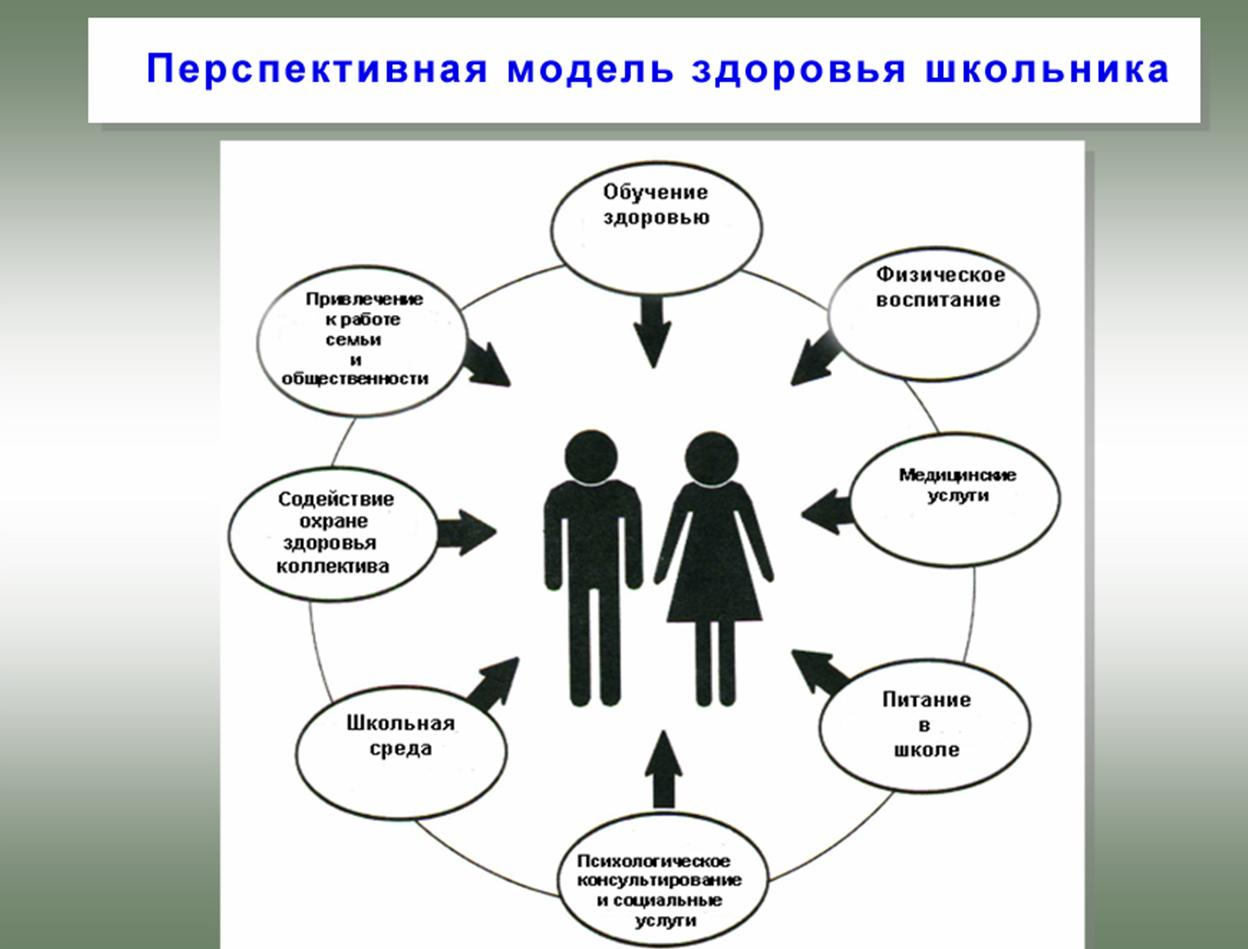 Перспективная модель здоровья школьника
Обучение
здоровью
Физическое
воспитание
Привлечение
к работе
семьи
и
общественности
Медицинские
услуги
Содействие
охране
здоровья
коллектива
Питание
в
школе
Школьная
среда
Психологическое
консультирование
и социальные
услуги